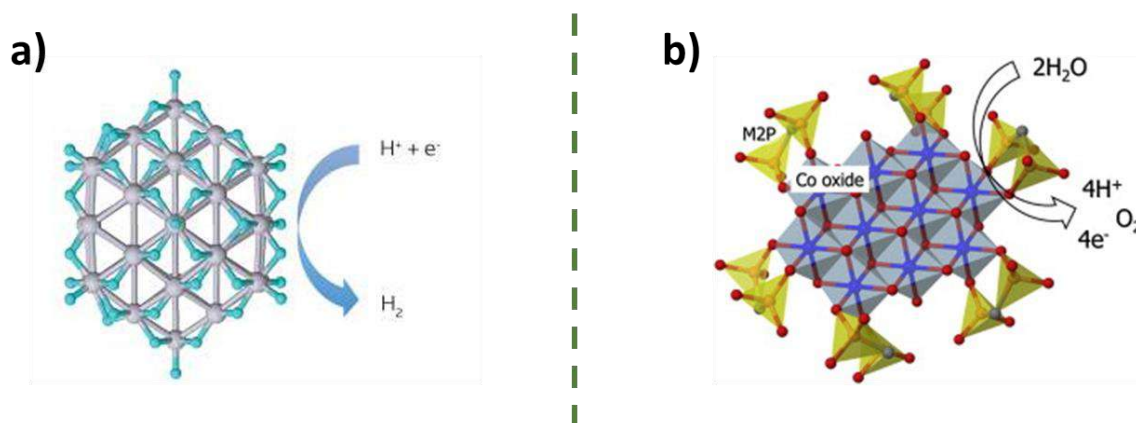 a)
H⁺ + e⁻
H₂
b)
2H₂O
M2P
Co oxide
4H⁺
O₂
4e⁻